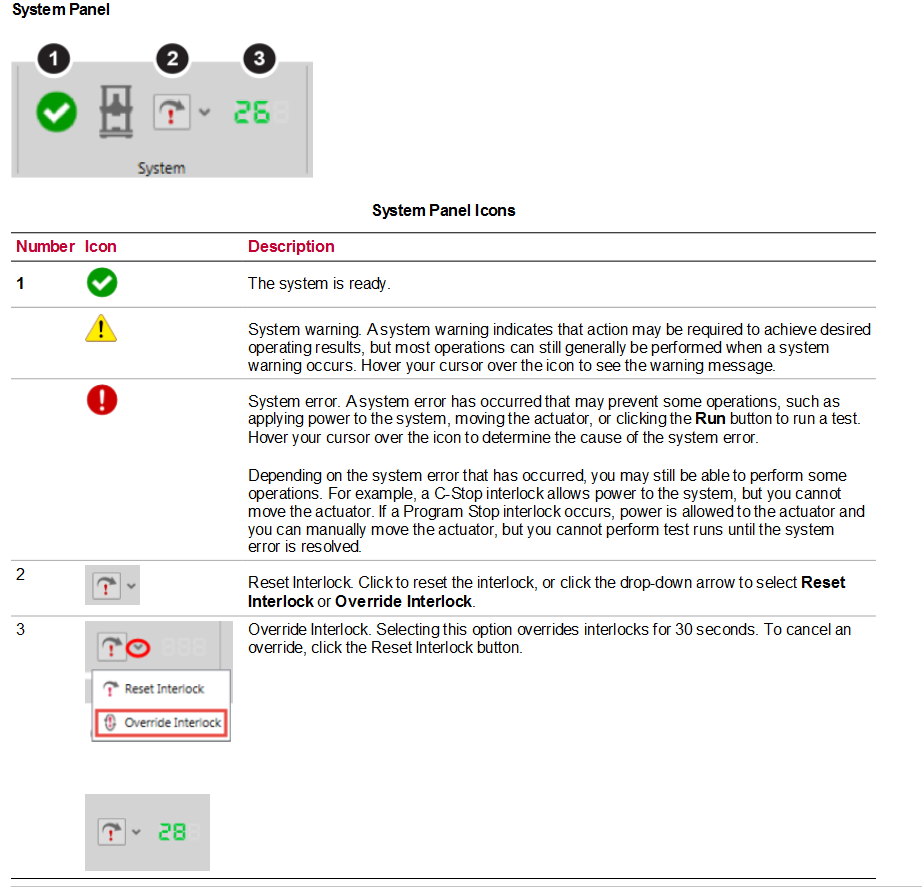 System Panel
1 2 3
26
System
System Panel Icons
Number Icon Description
1 The system is ready.
System warning. A system warning indicates that action may be required to achieve desired
operating results, but most operations can still generally be performed when a system
warning occurs. Hover your cursor over the icon to see the warning message.
System error. A system error has occurred that may prevent some operations, such as
applying power to the system, moving the actuator, or clicking the Run button to run a test.
Hover your cursor over the icon to determine the cause of the system error.
Depending on the system error that has occurred, you may still be able to perform some
operations. For example, a C-Stop interlock allows power to the system, but you cannot
move the actuator. If a Program Stop interlock occurs, power is allowed to the actuator and
you can manually move the actuator, but you cannot perform test runs until the system
error is resolved.
2 Reset Interlock. Click to reset the interlock, or click the drop-down arrow to select Reset
Interlock or Override Interlock.
3 Override Interlock. Selecting this option overrides interlocks for 30 seconds. To cancel an
override, click the Reset Interlock button.
Reset Interlock
Override Interlock
28